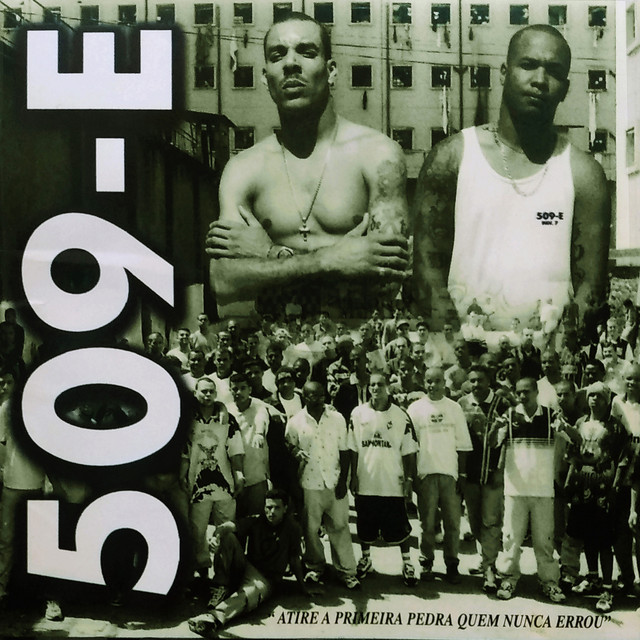 509-E
509-E
“ATIRE A PRIMEIRA PEDRA QUEM NUNCA ERROU”